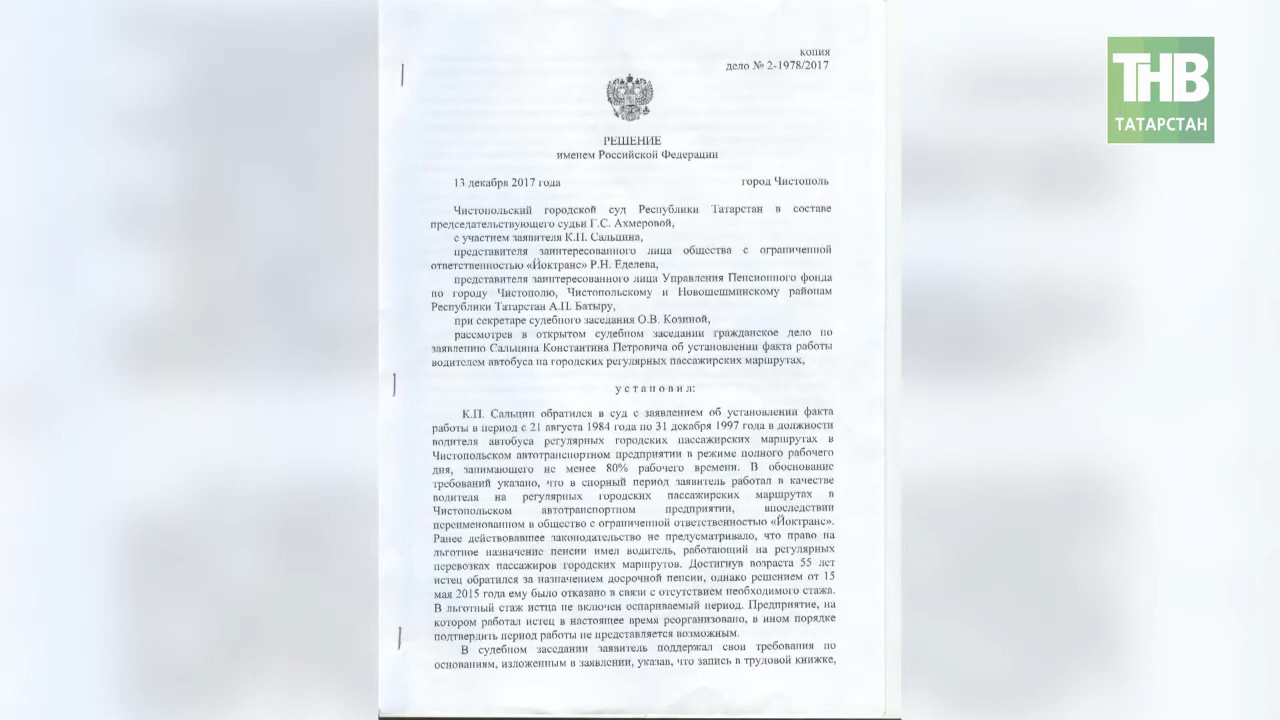 копия
дело № 2-1978/2017
ТНВ
ТАТАРСТАН
РЕШЕНИЕ
именем Российской Федерации
13 декабря 2017 года город Чистополь
Чистопольский городской суд Республики Татарстан в составе
председательствующего судьи Г.С. Ахмеровой,
с участием заявителя К.П. Сальцина,
представителя заинтересованного лица общества с ограниченной
ответственностью «Йоктранс» Р.Н. Еделева,
представителя заинтересованного лица Управления Пенсионного фонда
по городу Чистополю, Чистопольскому и Новошешминскому районам
Республики Татарстан А.П. Батыру,
при секретаре судебного заседания О.В. Козиной,
рассмотрев в открытом судебном заседании гражданское дело по
заявлению Сальцина Константина Петровича об установлении факта работы
водителем автобуса на городских регулярных пассажирских маршрутах,
у с т а н о в и л:
К.П. Сальцин обратился в суд с заявлением об установлении факта
работы в период с 21 августа 1984 года по 31 декабря 1997 года в должности
водителя автобуса регулярных городских пассажирских маршрутах в
Чистопольском автотранспортном предприятии в режиме полного рабочего
дня, занимающего не менее 80% рабочего времени. В обоснование
требований указано, что в спорный период заявитель работал в качестве
водителя на регулярных городских пассажирских маршрутах в
Чистопольском автотранспортном предприятии, впоследствии
переименованном в общество с ограниченной ответственностью «Йоктранс».
Ранее действовавшее законодательство не предусматривало, что право на
льготное назначение пенсии имел водитель, работающий на регулярных
перевозках пассажиров городских маршрутов. Достигнув возраста 55 лет
истец обратился за назначением досрочной пенсии, однако решением от 15
мая 2015 года ему было отказано в связи с отсутствием необходимого стажа.
В льготный стаж истца не включен оспариваемый период. Предприятие, на
котором работал истец в настоящее время реорганизовано, в ином порядке
подтвердить период работы не представляется возможным.
В судебном заседании заявитель поддержал свои требования по
основаниям, изложенным в заявлении, указав, что запись в трудовой книжке,